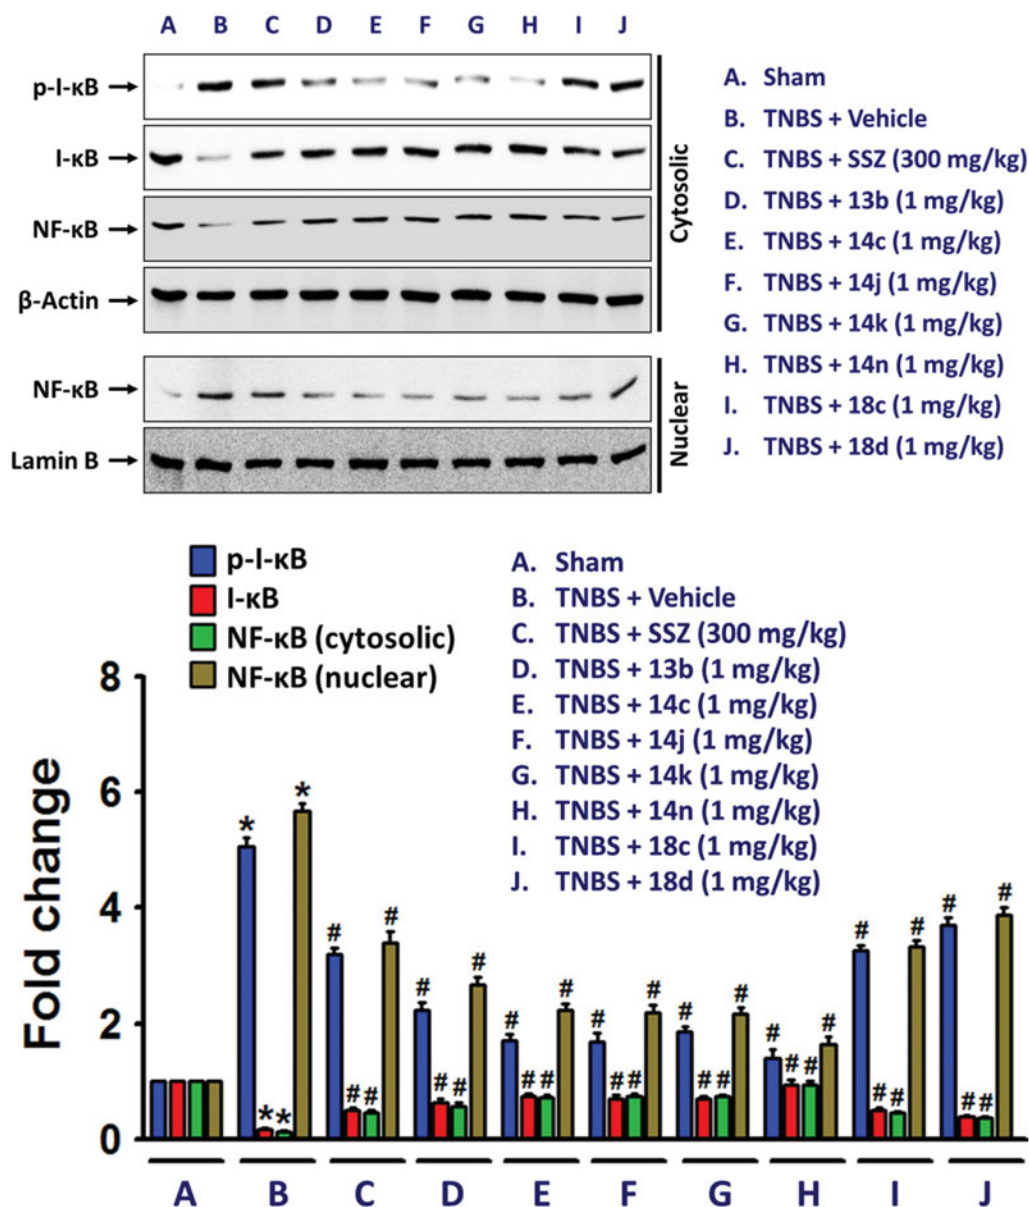 A B C D E F G H I J
p-I-κB
I-κB
NF-κB
β-Actin
Cytosolic
NF-κB
Lamin B
Nuclear
A. Sham
B. TNBS + Vehicle
C. TNBS + SSZ (300 mg/kg)
D. TNBS + 13b (1 mg/kg)
E. TNBS + 14c (1 mg/kg)
F. TNBS + 14j (1 mg/kg)
G. TNBS + 14k (1 mg/kg)
H. TNBS + 14n (1 mg/kg)
I. TNBS + 18c (1 mg/kg)
J. TNBS + 18d (1 mg/kg)
p-I-κB
I-κB
NF-κB (cytosolic)
NF-κB (nuclear)
A. Sham
B. TNBS + Vehicle
C. TNBS + SSZ (300 mg/kg)
D. TNBS + 13b (1 mg/kg)
E. TNBS + 14c (1 mg/kg)
F. TNBS + 14j (1 mg/kg)
G. TNBS + 14k (1 mg/kg)
H. TNBS + 14n (1 mg/kg)
I. TNBS + 18c (1 mg/kg)
J. TNBS + 18d (1 mg/kg)
Fold change
8
6
4
2
0
* * * *
# # # #
# # # #
# # # #
# # # #
# # # #
# # # #
# # # #
# # # #
A B C D E F G H I J